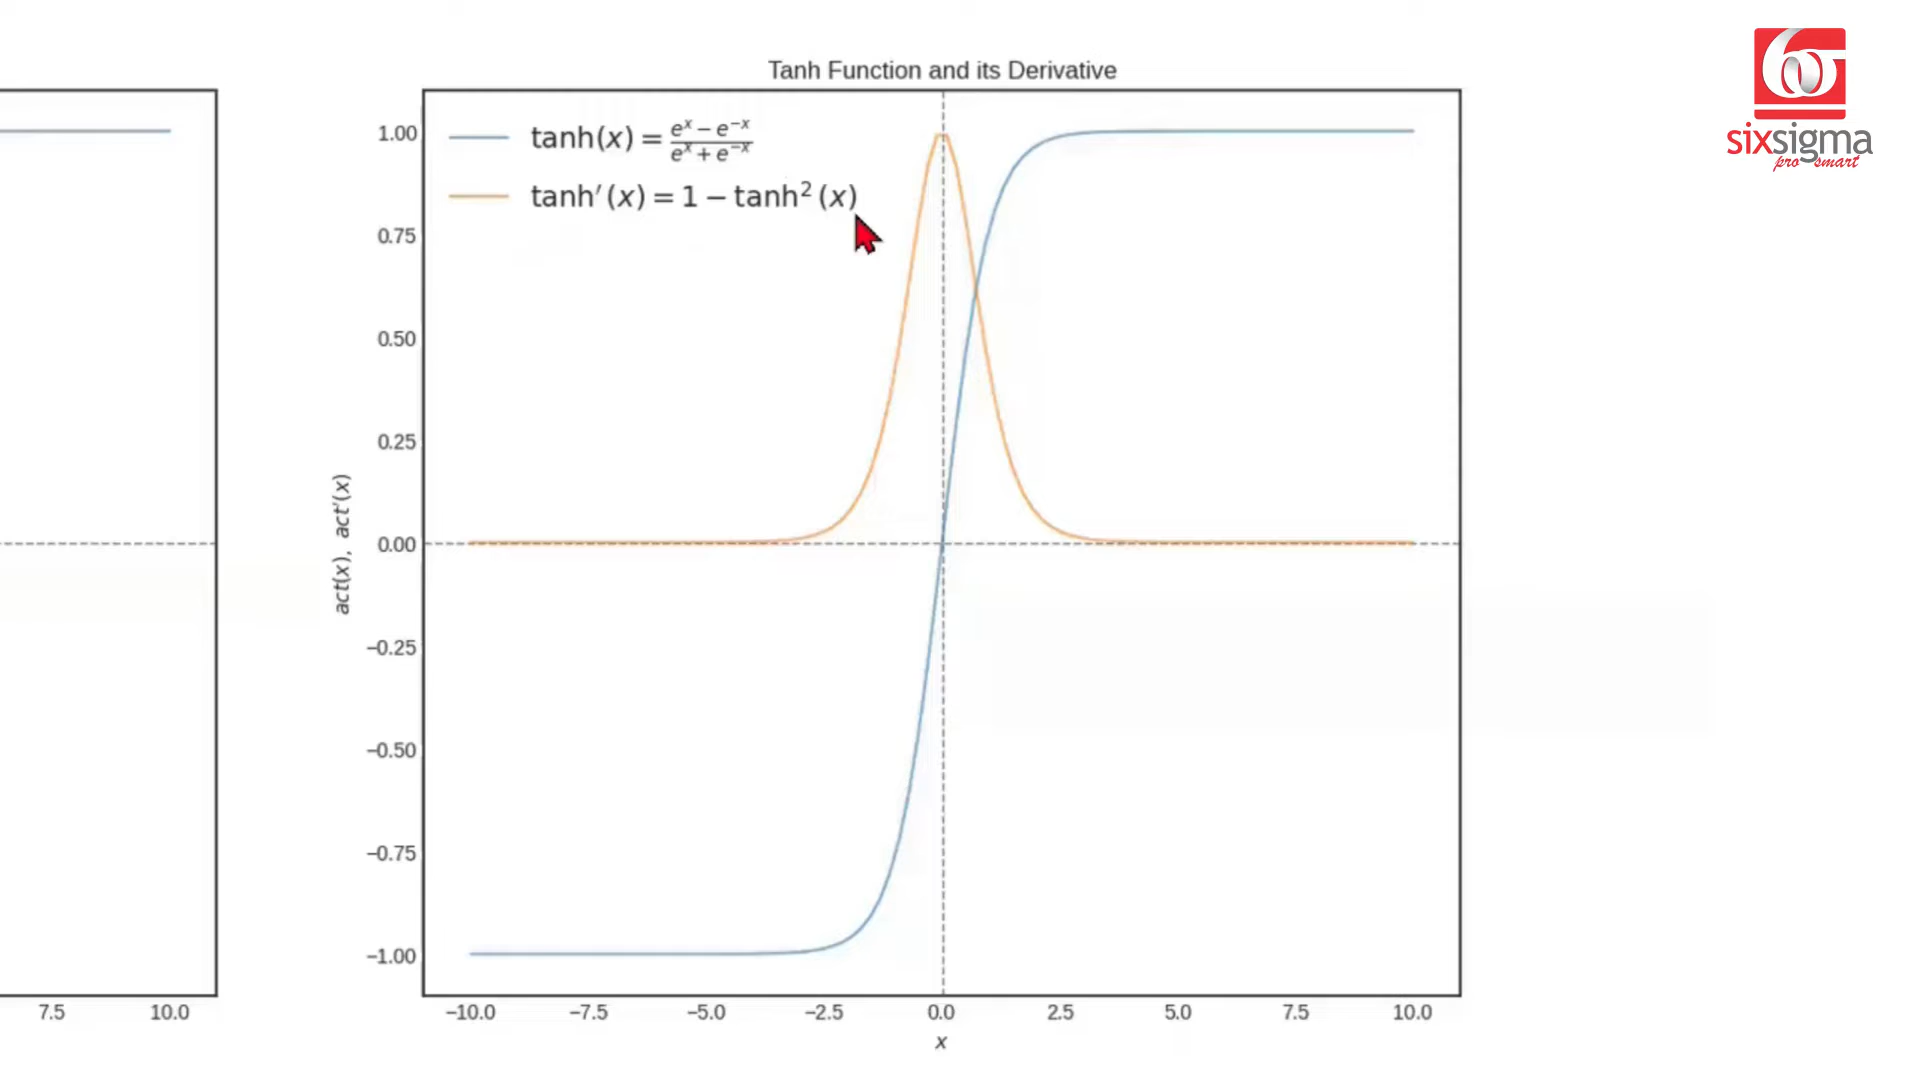 Tanh Function and its Derivative
tanh(x) = \frac{e^x − e^{−x}}{e^x + e^{−x}}
tanh′(x) = 1 − tanh²(x)
1.00
0.75
0.50
0.25
0.00
−0.25
−0.50
−0.75
−1.00
act(x), act′(x)
7.5 10.0
−10.0 −7.5 −5.0 −2.5 0.0 2.5 5.0 7.5 10.0
x
6σ
sixsigma
pro smart